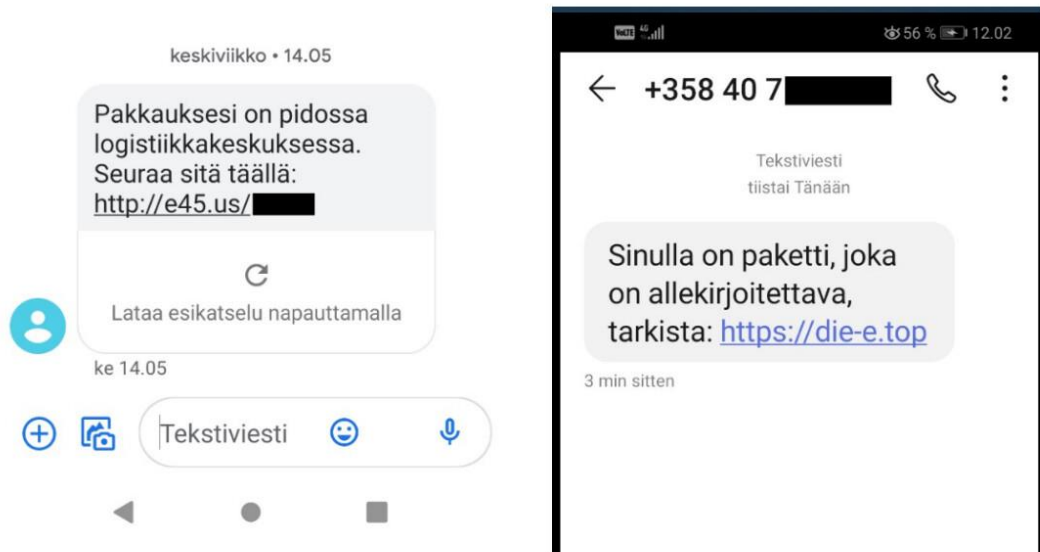 keskiviikko • 14.05
Pakkauksesi on pidossa
logistiikkakeskuksessa.
Seuraa sitä täällä:
http://e45.us/
Lataa esikatselu napauttamalla
ke 14.05
Tekstiviesti
VoLTE 4G 56 % 12.02
+358 40 7
Tekstiviesti
tiistai Tänään
Sinulla on paketti, joka
on allekirjoitettava,
tarkista: https://die-e.top
3 min sitten